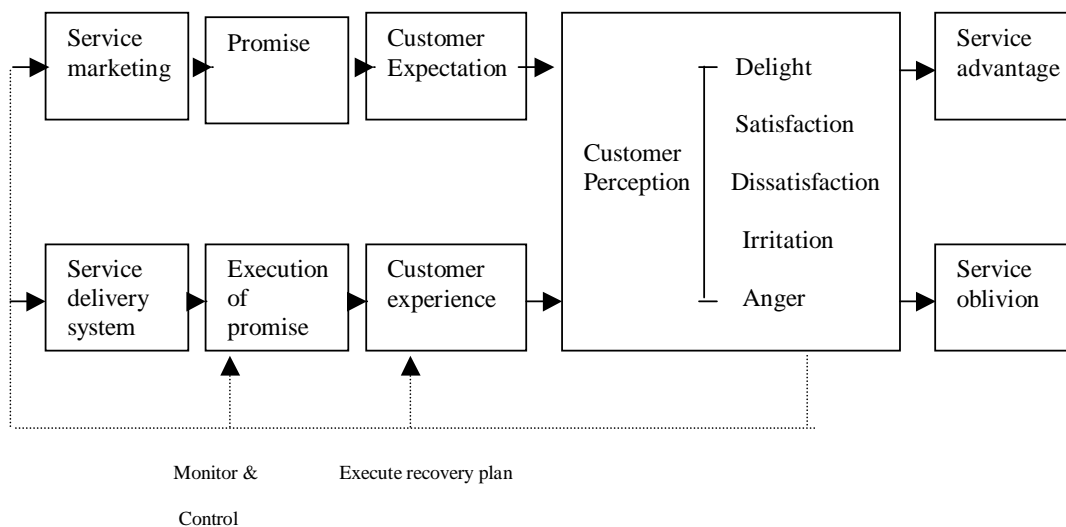 Service
marketing
Promise
Customer
Expectation
Customer
Perception
Delight
Satisfaction
Dissatisfaction
Irritation
Anger
Service
advantage
Service
delivery
system
Execution
of
promise
Customer
experience
Service
oblivion
Monitor &
Control
Execute recovery plan